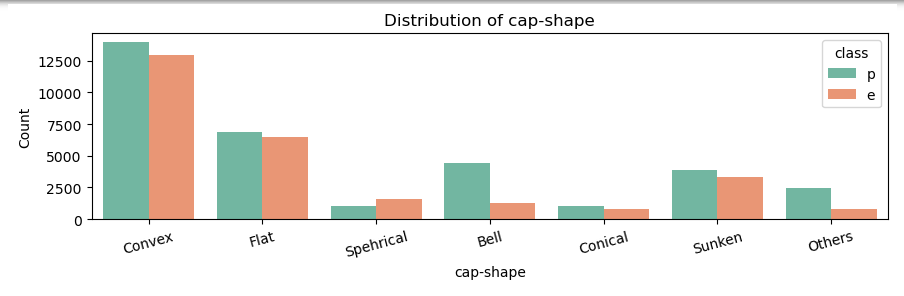 Distribution of cap-shape
class
p
e
Count
12500
10000
7500
5000
2500
0
Convex
Flat
Spehrical
Bell
Conical
Sunken
Others
cap-shape